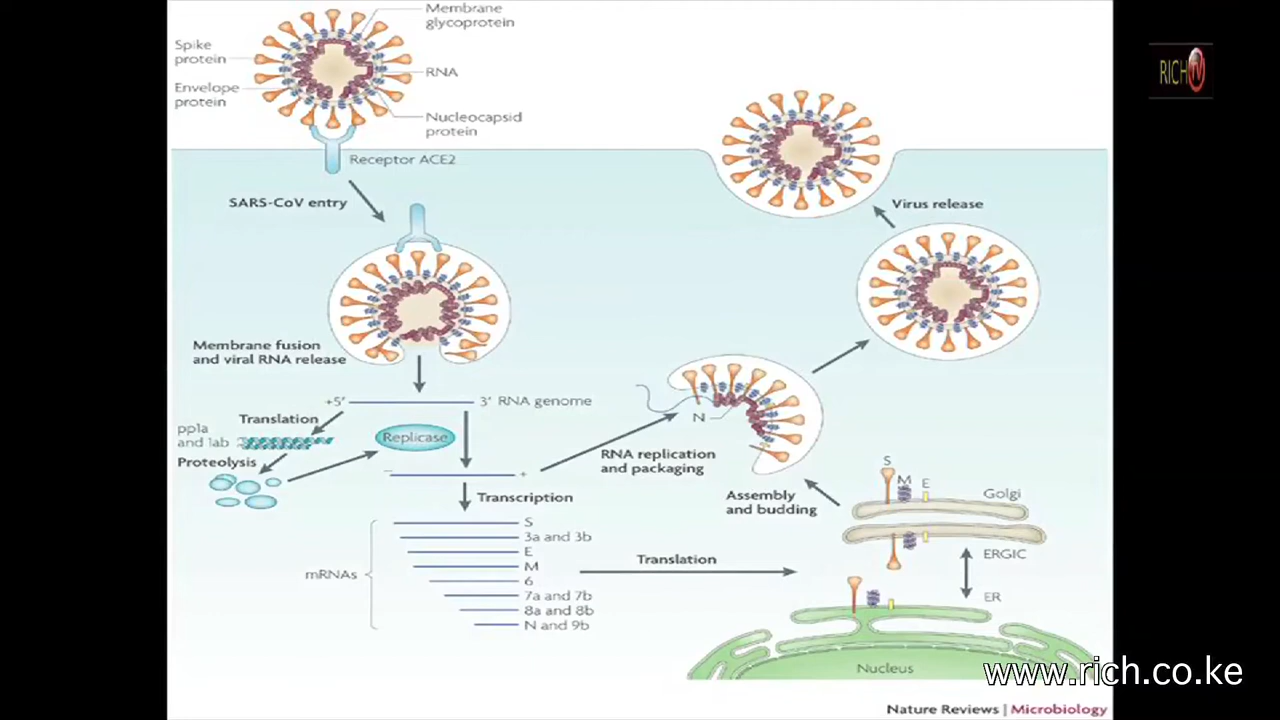 Membrane
glycoprotein
Spike
protein
RNA
Envelope
protein
Nucleocapsid
protein
Receptor ACE2
SARS-CoV entry
Membrane fusion
and viral RNA release
+5′
3′ RNA genome
Translation
pp1a
and 1ab
Replicase
Proteolysis
−
+
Transcription
mRNAs
S
3a and 3b
E
M
6
7a and 7b
8a and 8b
N and 9b
Translation
RNA replication
and packaging
N
Assembly
and budding
S
M
E
Golgi
ERGIC
ER
Nucleus
Virus release
RICH TV
www.rich.co.ke
Nature Reviews | Microbiology